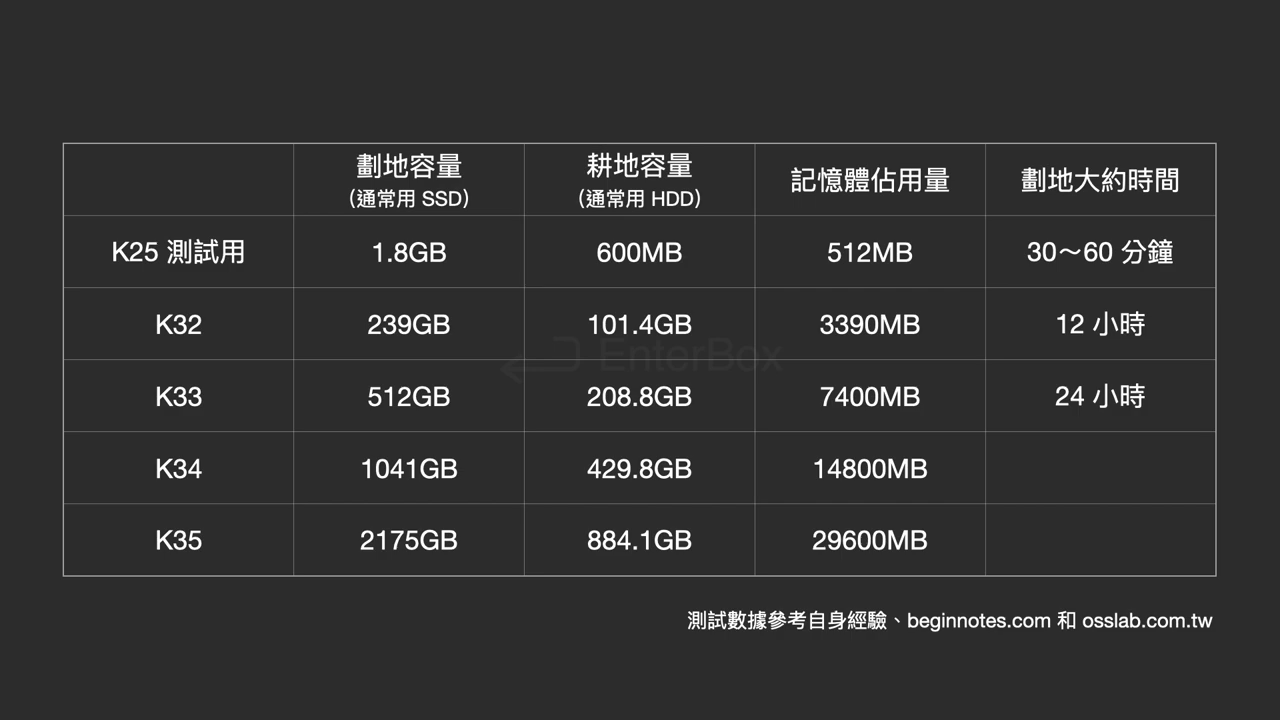 劃地容量
(通常用 SSD)
耕地容量
(通常用 HDD)
記憶體佔用量
劃地大約時間
K25 測試用
1.8GB
600MB
512MB
30～60 分鐘
K32
239GB
101.4GB
3390MB
12 小時
EnterBox
K33
512GB
208.8GB
7400MB
24 小時
K34
1041GB
429.8GB
14800MB
K35
2175GB
884.1GB
29600MB
測試數據參考自身經驗、beginnotes.com 和 osslab.com.tw